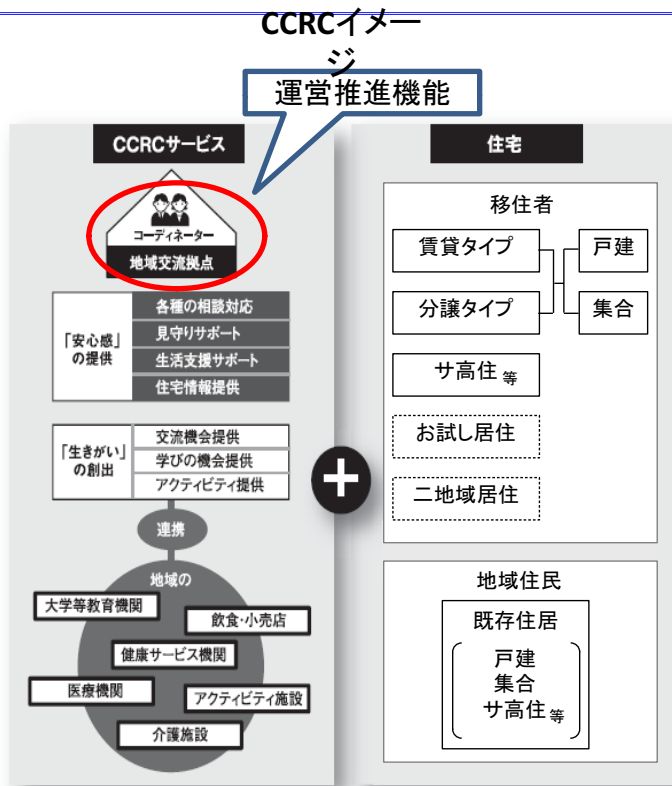 CCRCイメー
ジ
運営推進機能
CCRCサービス
コーディネーター
地域交流拠点
「安心感」
の提供
各種の相談対応
見守りサポート
生活支援サポート
住宅情報提供
「生きがい」
の創出
交流機会提供
学びの機会提供
アクティビティ提供
連携
地域の
大学等教育機関
飲食・小売店
健康サービス機関
医療機関
アクティビティ施設
介護施設
+
住宅
移住者
賃貸タイプ
戸建
分譲タイプ
集合
サ高住等
お試し居住
二地域居住
地域住民
既存住居
戸建
集合
サ高住等